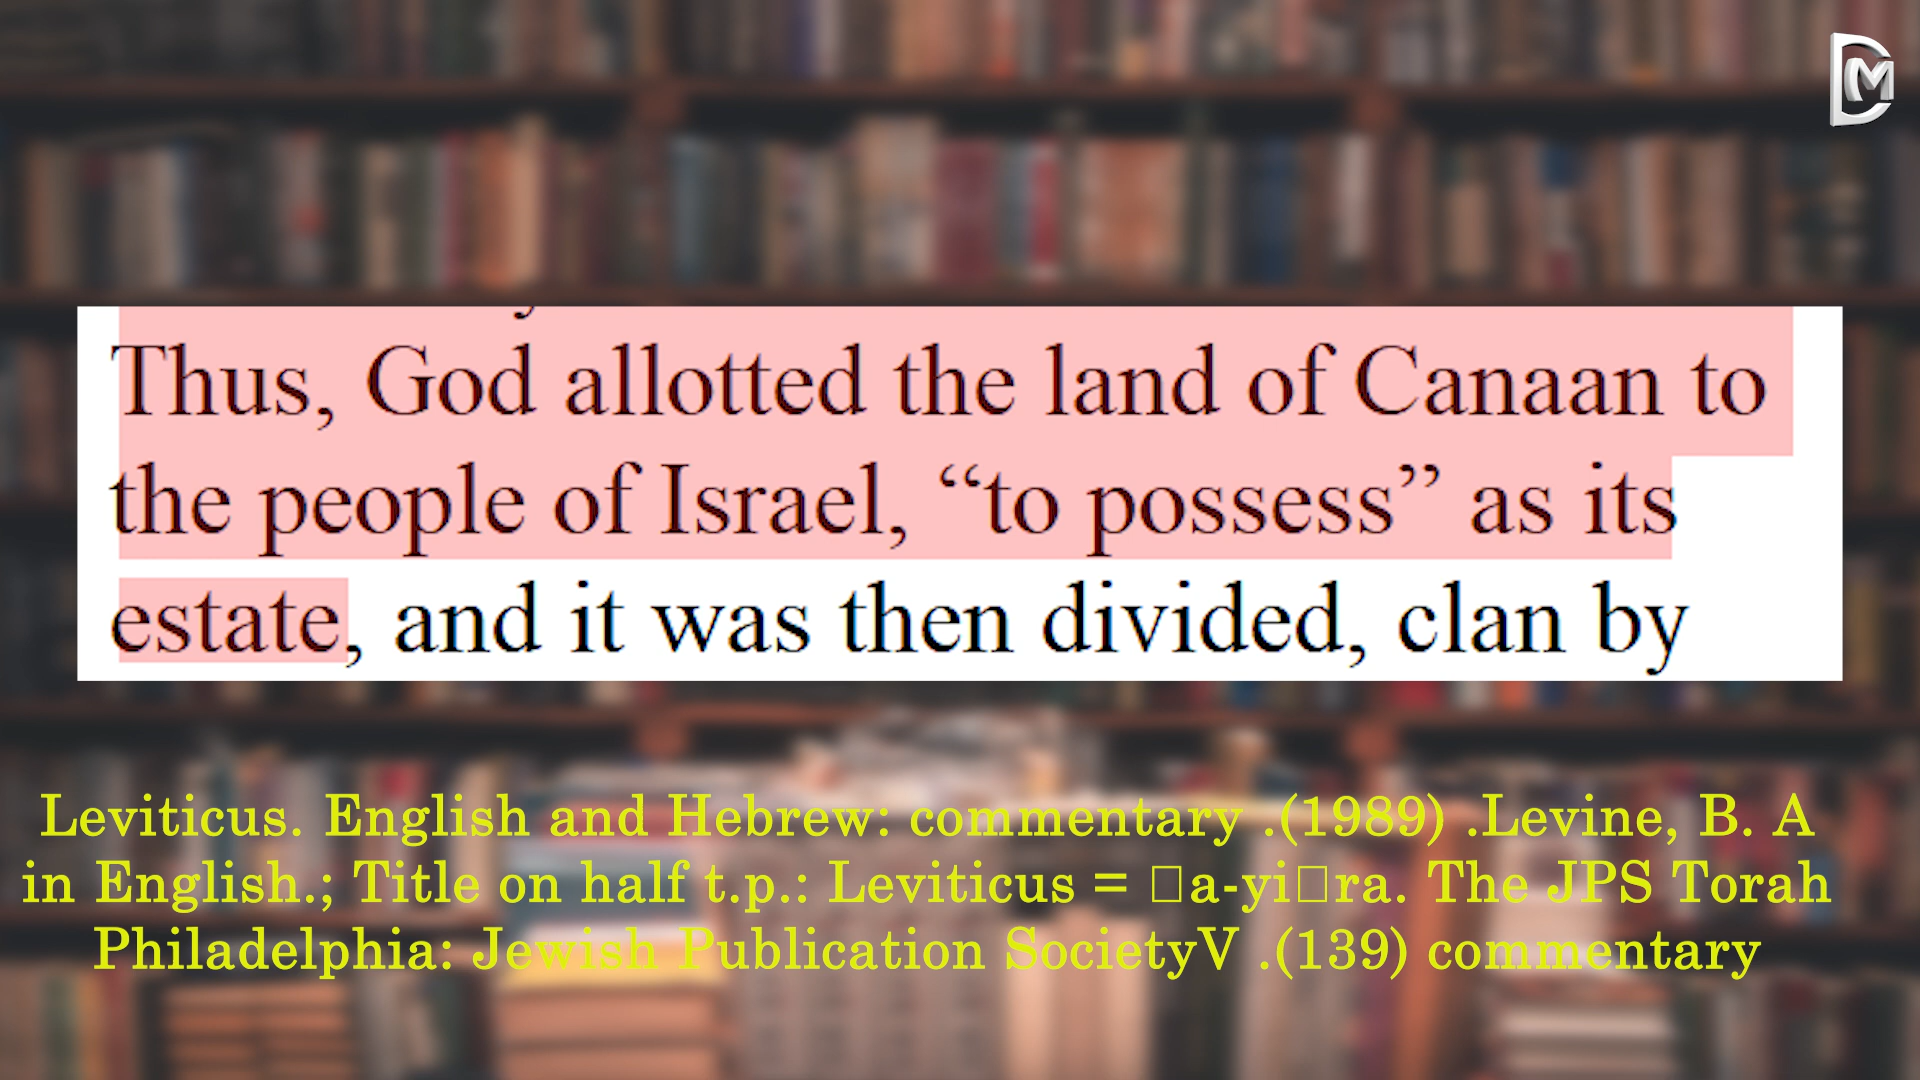 Thus, God allotted the land of Canaan to
the people of Israel, “to possess” as its
estate, and it was then divided, clan by
Leviticus. English and Hebrew: commentary .(1989) .Levine, B. A
in English.; Title on half t.p.: Leviticus = □a-yi□ra. The JPS Torah
Philadelphia: Jewish Publication SocietyV .(139) commentary